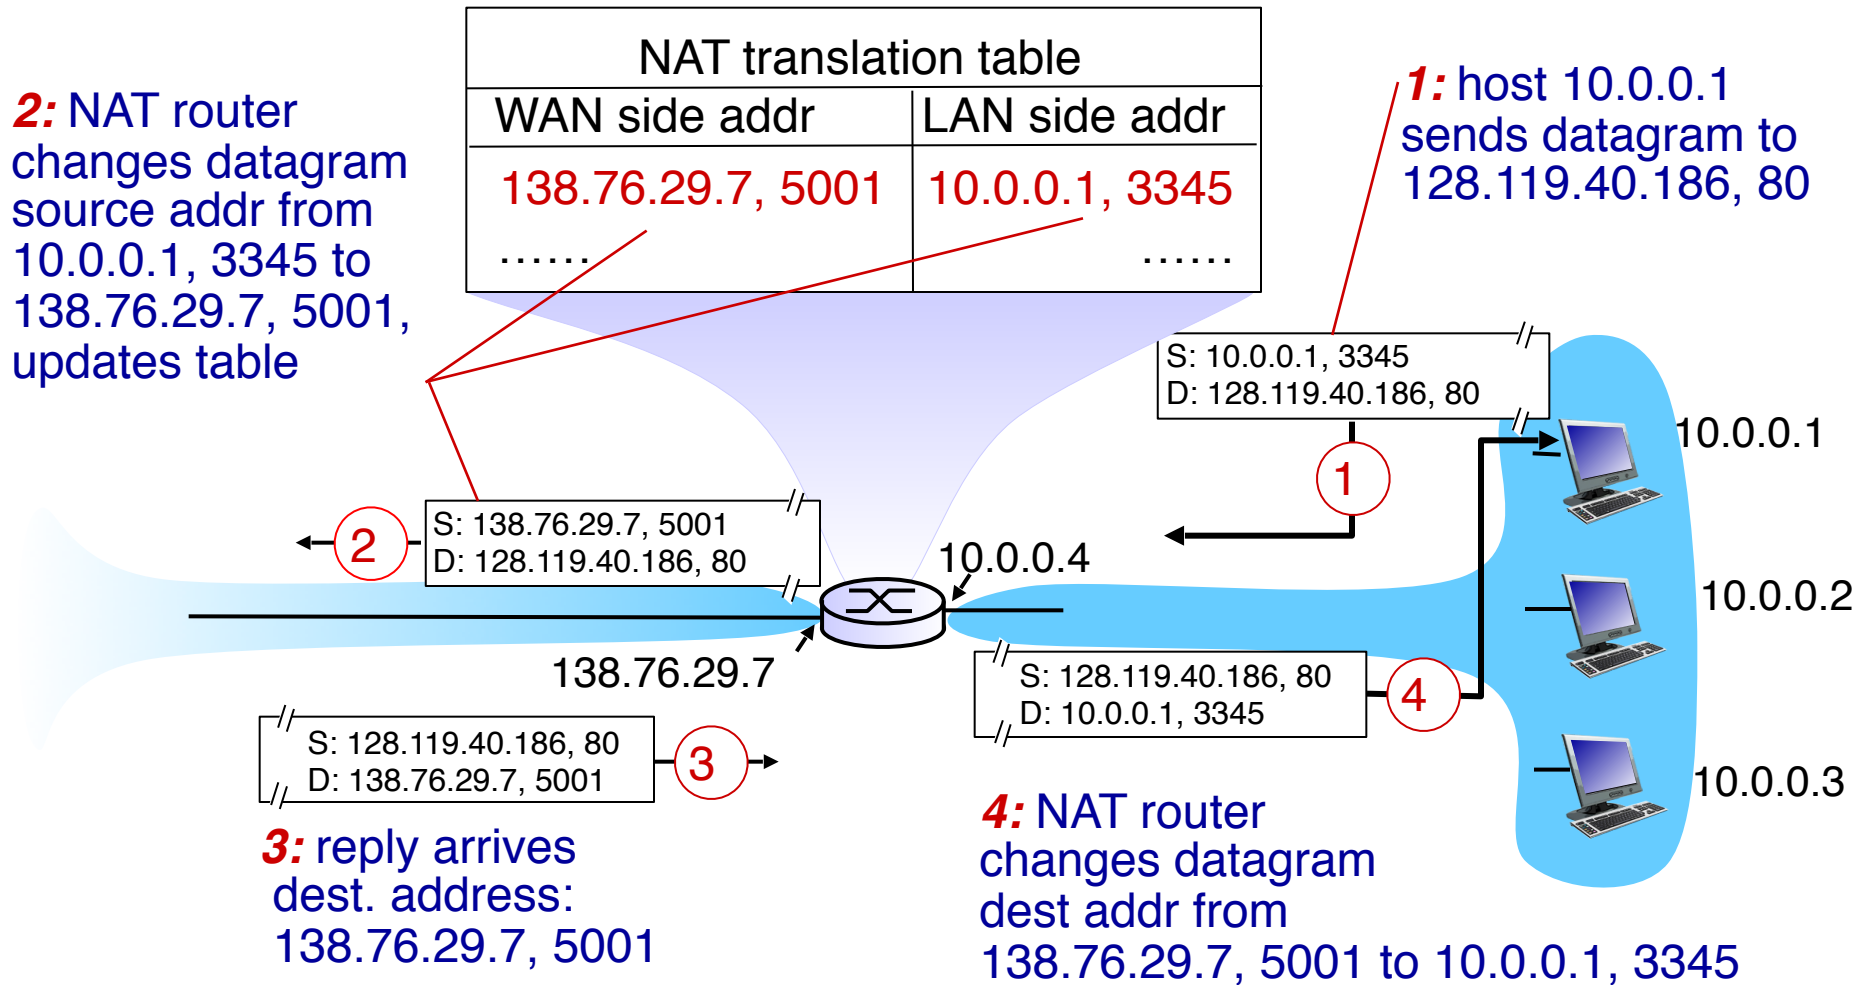 NAT translation table
WAN side addr
LAN side addr
138.76.29.7, 5001
10.0.0.1, 3345
......
......
2: NAT router
changes datagram
source addr from
10.0.0.1, 3345 to
138.76.29.7, 5001,
updates table
1: host 10.0.0.1
sends datagram to
128.119.40.186, 80
S: 10.0.0.1, 3345
D: 128.119.40.186, 80
1
10.0.0.1
S: 138.76.29.7, 5001
D: 128.119.40.186, 80
2
10.0.0.4
10.0.0.2
138.76.29.7
S: 128.119.40.186, 80
D: 10.0.0.1, 3345
4
S: 128.119.40.186, 80
D: 138.76.29.7, 5001
3
10.0.0.3
3: reply arrives
dest. address:
138.76.29.7, 5001
4: NAT router
changes datagram
dest addr from
138.76.29.7, 5001 to 10.0.0.1, 3345